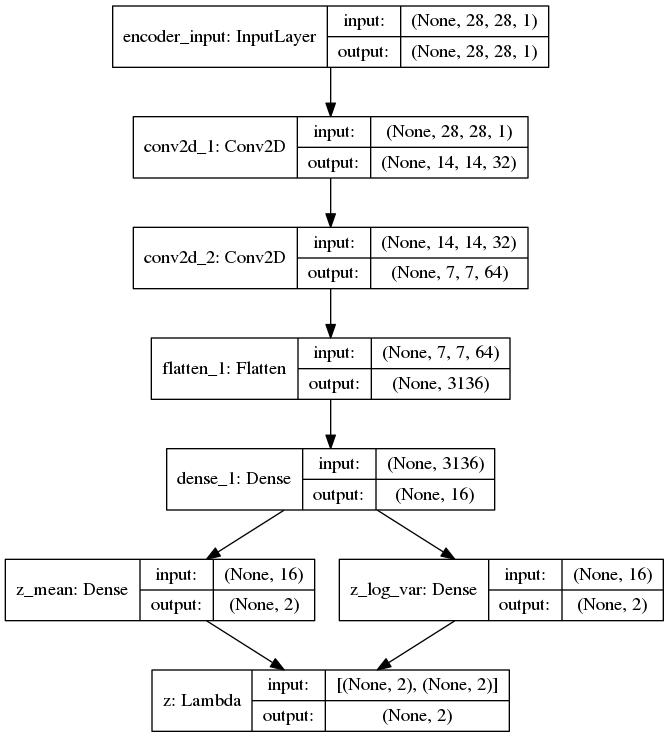 encoder_input: InputLayer
input: (None, 28, 28, 1)
output: (None, 28, 28, 1)
conv2d_1: Conv2D
input: (None, 28, 28, 1)
output: (None, 14, 14, 32)
conv2d_2: Conv2D
input: (None, 14, 14, 32)
output: (None, 7, 7, 64)
flatten_1: Flatten
input: (None, 7, 7, 64)
output: (None, 3136)
dense_1: Dense
input: (None, 3136)
output: (None, 16)
z_mean: Dense
input: (None, 16)
output: (None, 2)
z_log_var: Dense
input: (None, 16)
output: (None, 2)
z: Lambda
input: [(None, 2), (None, 2)]
output: (None, 2)